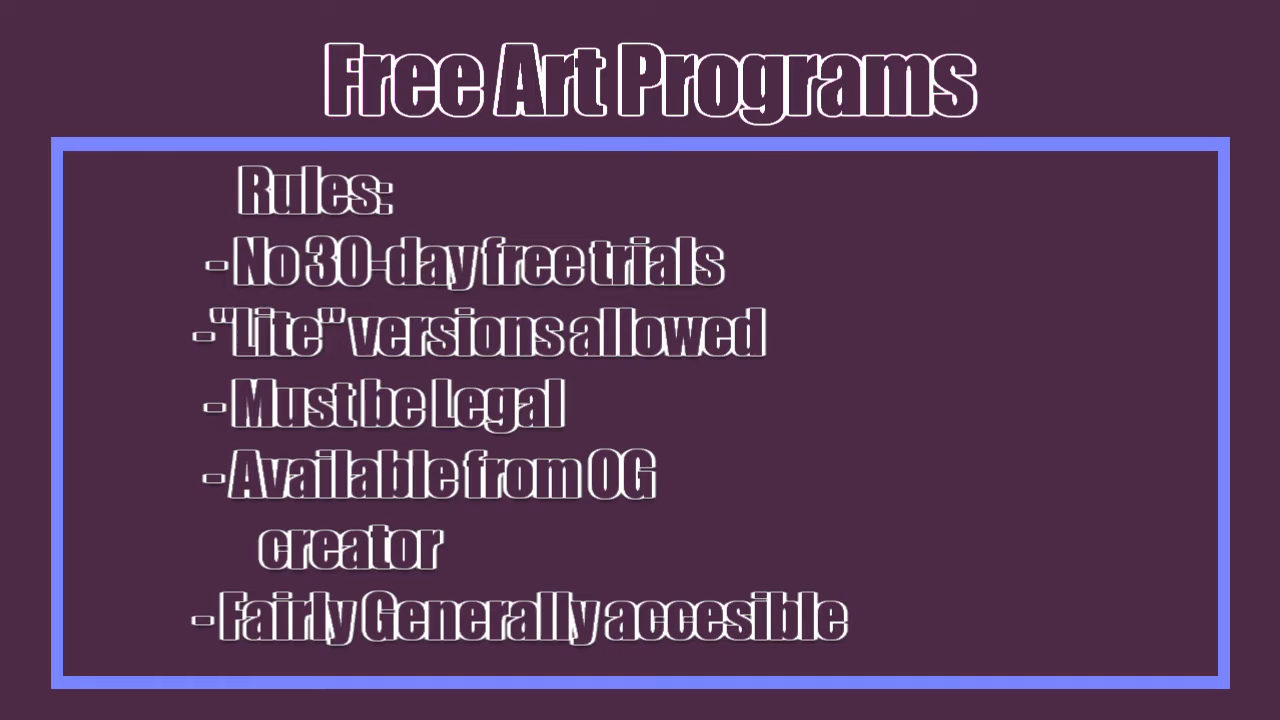 Free Art Programs
Rules:
- No 30-day free trials
-"Lite" versions allowed
- Must be Legal
- Available from OG
creator
- Fairly Generally accesible